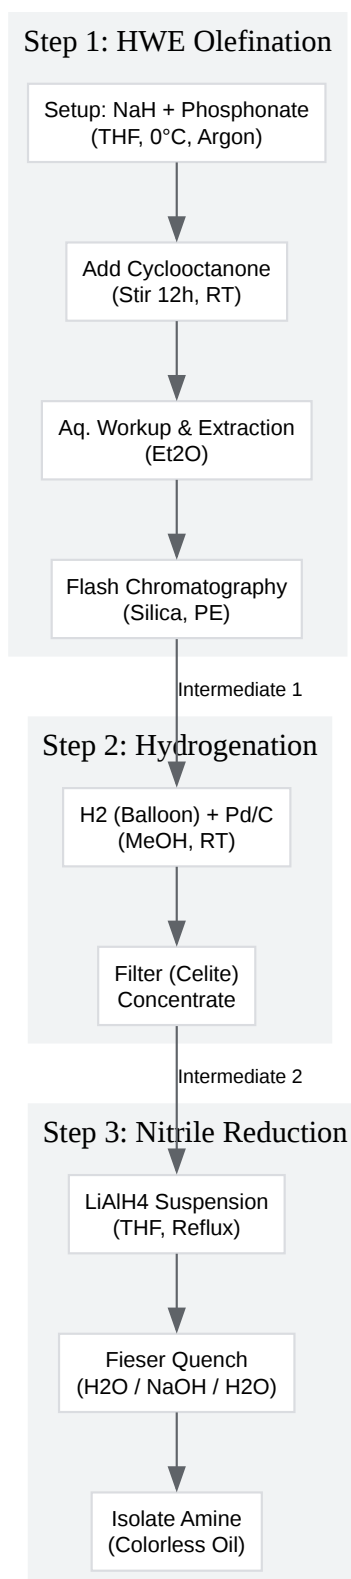 Step 1: HWE Olefination
Setup: NaH + Phosphonate
(THF, 0°C, Argon)
Add Cyclooctanone
(Stir 12h, RT)
Aq. Workup & Extraction
(Et2O)
Flash Chromatography
(Silica, PE)
Intermediate 1
Step 2: Hydrogenation
H2 (Balloon) + Pd/C
(MeOH, RT)
Filter (Celite)
Concentrate
Intermediate 2
Step 3: Nitrile Reduction
LiAlH4 Suspension
(THF, Reflux)
Fieser Quench
(H2O / NaOH / H2O)
Isolate Amine
(Colorless Oil)